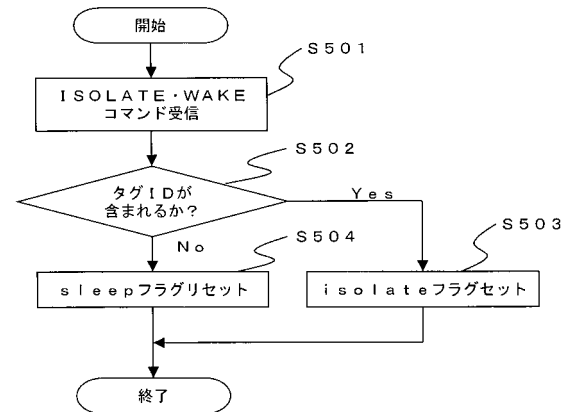 開始
S501
ISOLATE・WAKE
コマンド受信
S502
タグIDが
含まれるか?
Yes
No
S504
S503
sleepフラグリセット
isolateフラグセット
終了